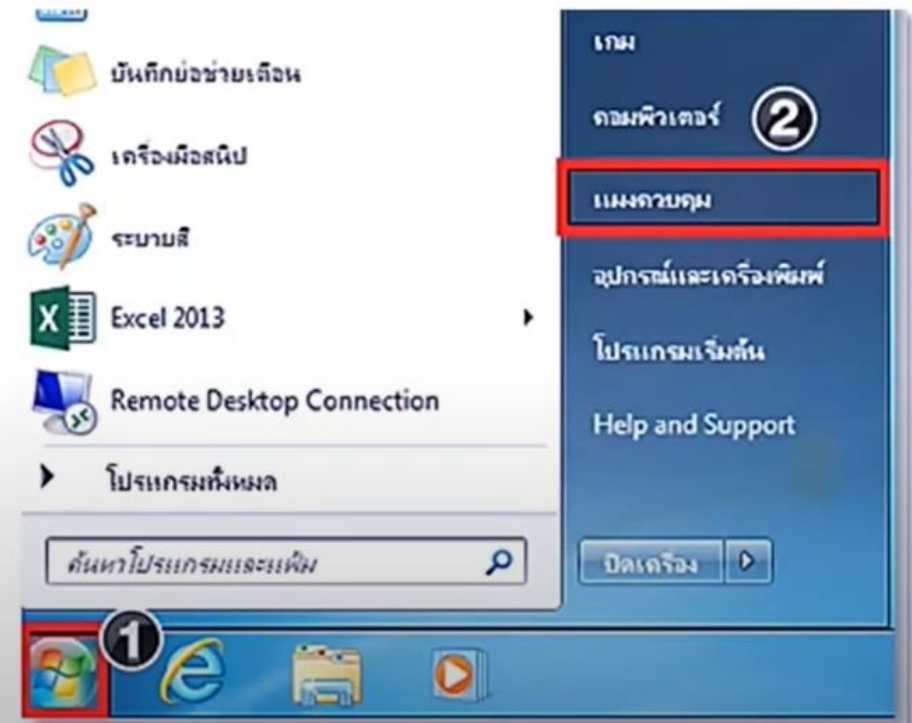 บันทึกย่อช่วยเตือน
เครื่องมือสนิป
ระบายสี
Excel 2013
Remote Desktop Connection
โปรแกรมทั้งหมด
ค้นหาโปรแกรมและแฟ้ม
เกม
คอมพิวเตอร์
2
แผงควบคุม
อุปกรณ์และเครื่องพิมพ์
โปรแกรมเริ่มต้น
Help and Support
ปิดเครื่อง
1